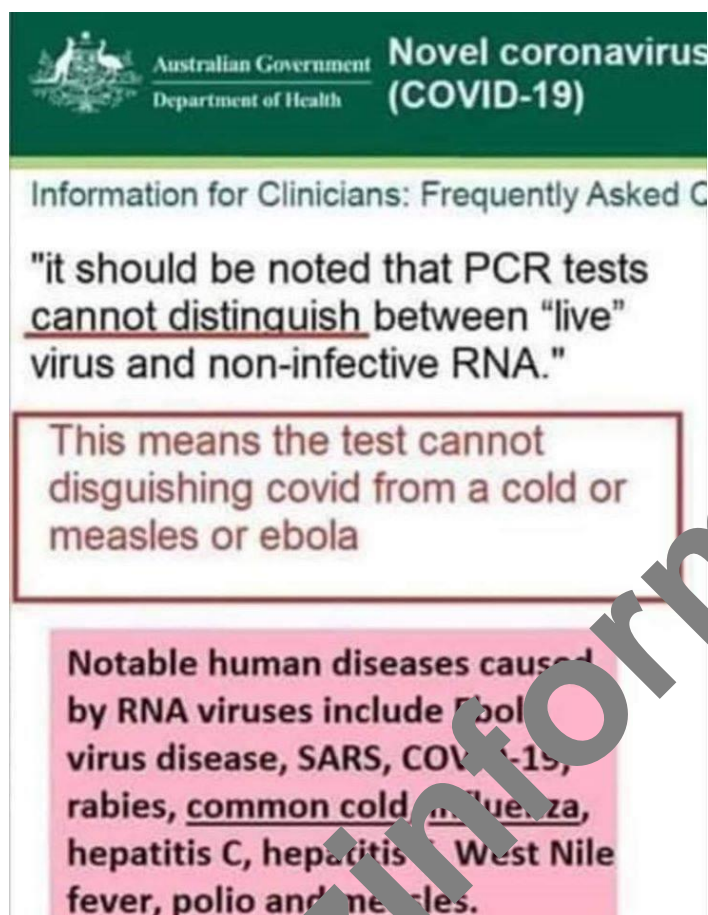 Australian Government
Department of Health
Novel coronavirus
(COVID-19)
Information for Clinicians: Frequently Asked
"it should be noted that PCR tests
cannot distinguish between “live”
virus and non-infective RNA."
This means the test cannot
disguishing covid from a cold or
measles or ebola
Notable human diseases caused
by RNA viruses include
virus disease, SARS,
rabies, common cold,
hepatitis C, West Nile
fever, polio and